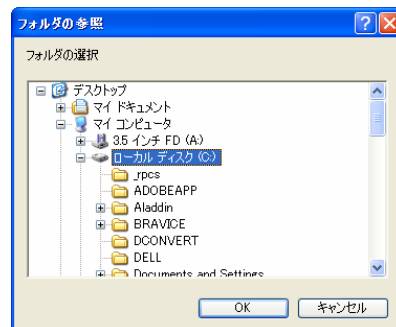 フォルダの参照
フォルダの選択
デスクトップ
マイ ドキュメント
マイ コンピュータ
3.5 インチ FD (A:)
ローカル ディスク (C:)
_rpcs
ADOBEAPP
Aladdin
BRAVICE
DCONVERT
DELL
Documents and Settings
OK
キャンセル